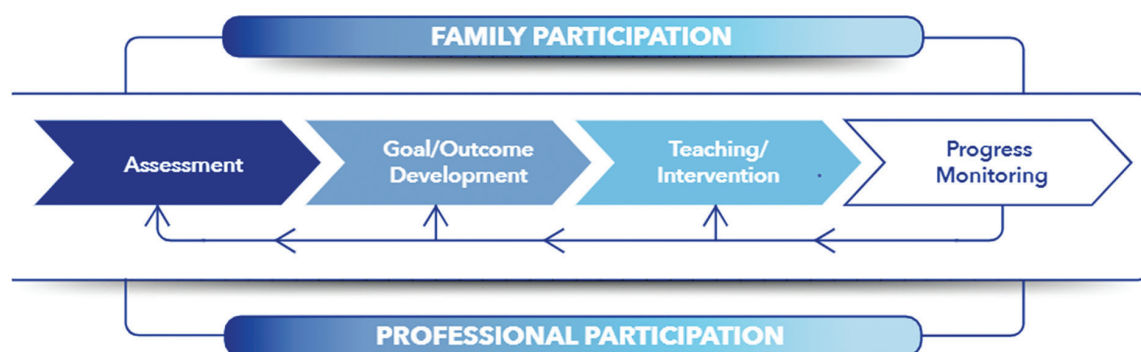 FAMILY PARTICIPATION
Assessment
Goal/Outcome
Development
Teaching/
Intervention
Progress
Monitoring
PROFESSIONAL PARTICIPATION